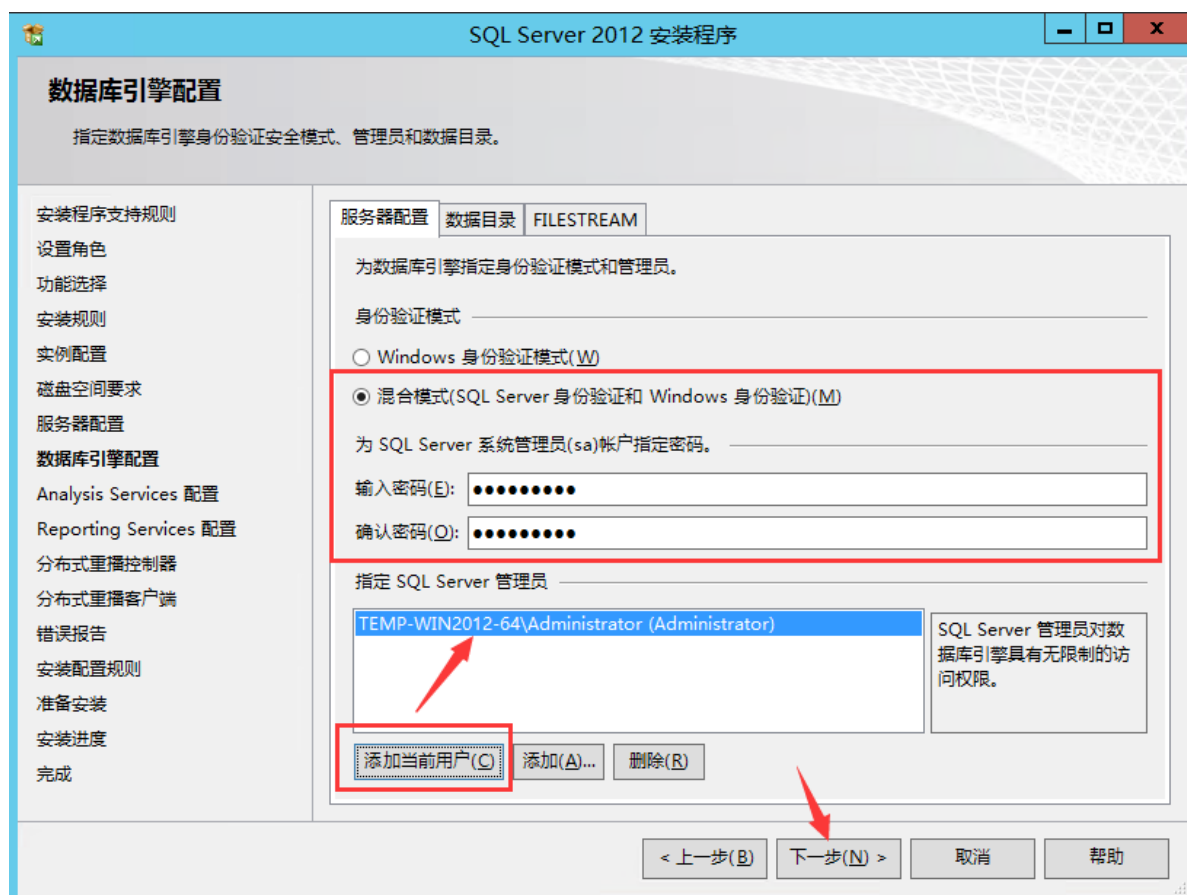 SQL Server 2012 安装程序
数据库引擎配置
指定数据库引擎身份验证安全模式、管理员和数据目录。
安装程序支持规则
设置角色
功能选择
安装规则
实例配置
磁盘空间要求
服务器配置
数据库引擎配置
Analysis Services 配置
Reporting Services 配置
分布式重播控制器
分布式重播客户端
错误报告
安装配置规则
准备安装
安装进度
完成
服务器配置 数据目录 FILESTREAM
为数据库引擎指定身份验证模式和管理员。
身份验证模式
Windows 身份验证模式(W)
混合模式(SQL Server 身份验证和 Windows 身份验证)(M)
为 SQL Server 系统管理员(sa)帐户指定密码。
输入密码(E): ●●●●●●●●●
确认密码(O): ●●●●●●●●●
指定 SQL Server 管理员
TEMP-WIN2012-64\Administrator (Administrator)
SQL Server 管理员对数
据库引擎具有无限制的访
问权限。
添加当前用户(C) 添加(A)... 删除(R)
< 上一步(B) 下一步(N) > 取消 帮助